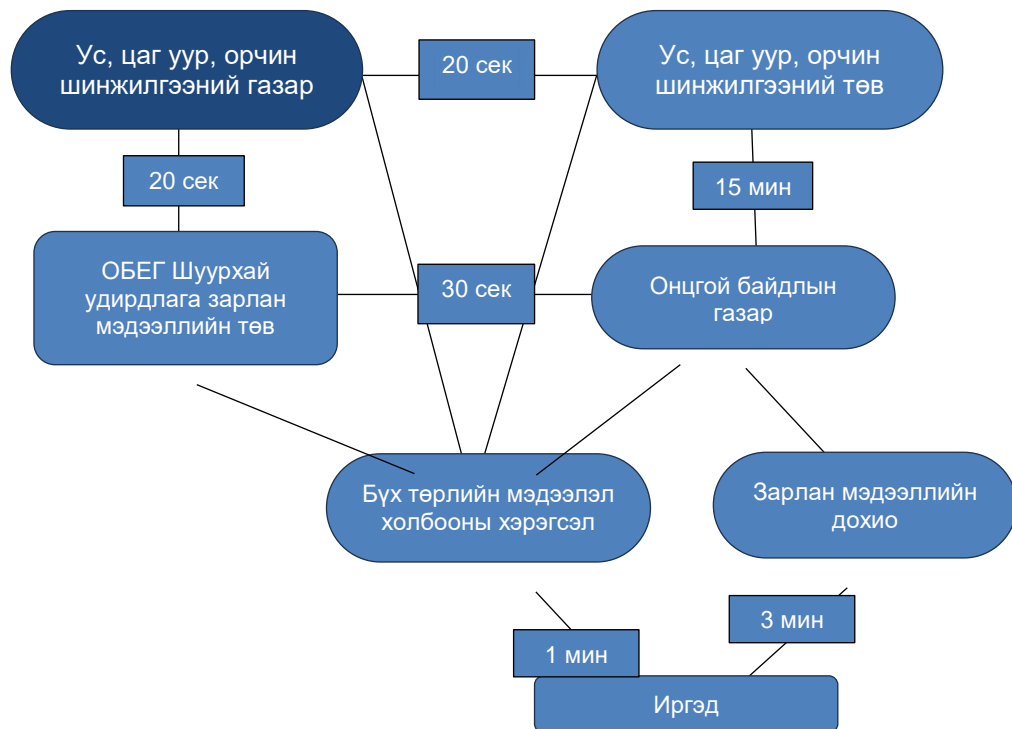 Ус, цаг уур, орчин
шинжилгээний газар
20 сек
Ус, цаг уур, орчин
шинжилгээний төв
20 сек
15 мин
ОБЕГ Шуурхай
удирдлага зарлан
мэдээллийн төв
30 сек
Онцгой байдлын
газар
Бүх төрлийн мэдээлэл
холбооны хэрэгсэл
Зарлан мэдээллийн
дохио
1 мин
3 мин
Иргэд